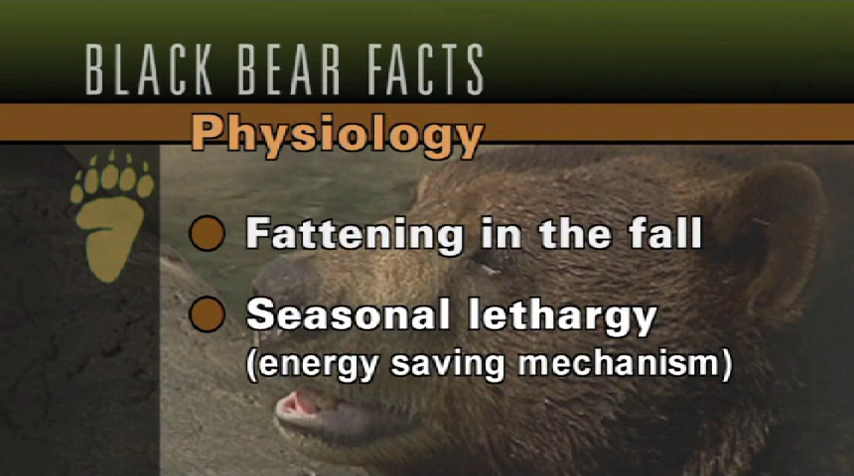 BLACK BEAR FACTS
Physiology
Fattening in the fall
Seasonal lethargy
(energy saving mechanism)